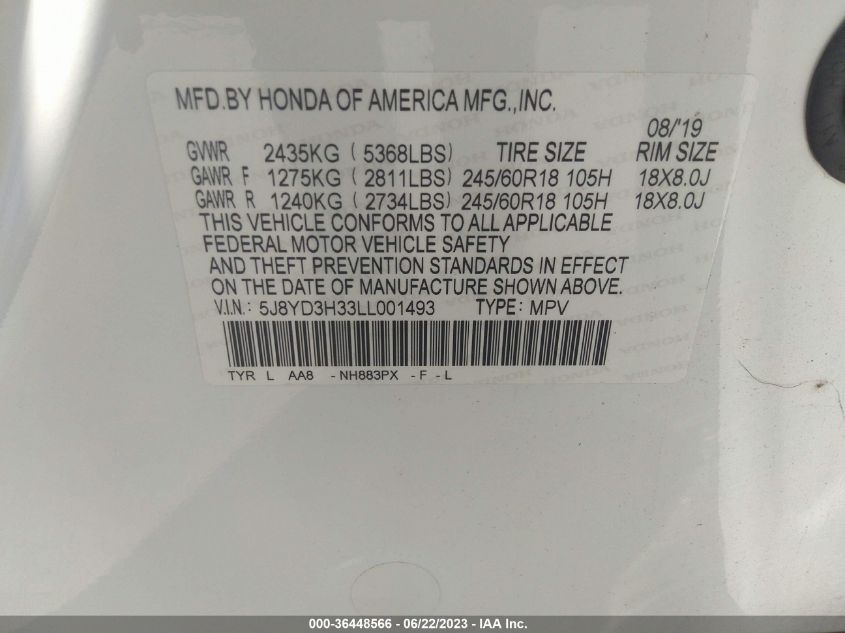 MFD.BY HONDA OF AMERICA MFG.,INC.
08/'19
GVWR 2435KG ( 5368LBS) TIRE SIZE RIM SIZE
GAWR F 1275KG ( 2811LBS) 245/60R18 105H 18X8.0J
GAWR R 1240KG ( 2734LBS) 245/60R18 105H 18X8.0J
THIS VEHICLE CONFORMS TO ALL APPLICABLE
FEDERAL MOTOR VEHICLE SAFETY
AND THEFT PREVENTION STANDARDS IN EFFECT
ON THE DATE OF MANUFACTURE SHOWN ABOVE.
V.I.N.: 5J8YD3H33LL001493 TYPE: MPV
TYR L AA8 -NH883PX -F -L
000-36448566 - 06/22/2023 - IAA Inc.